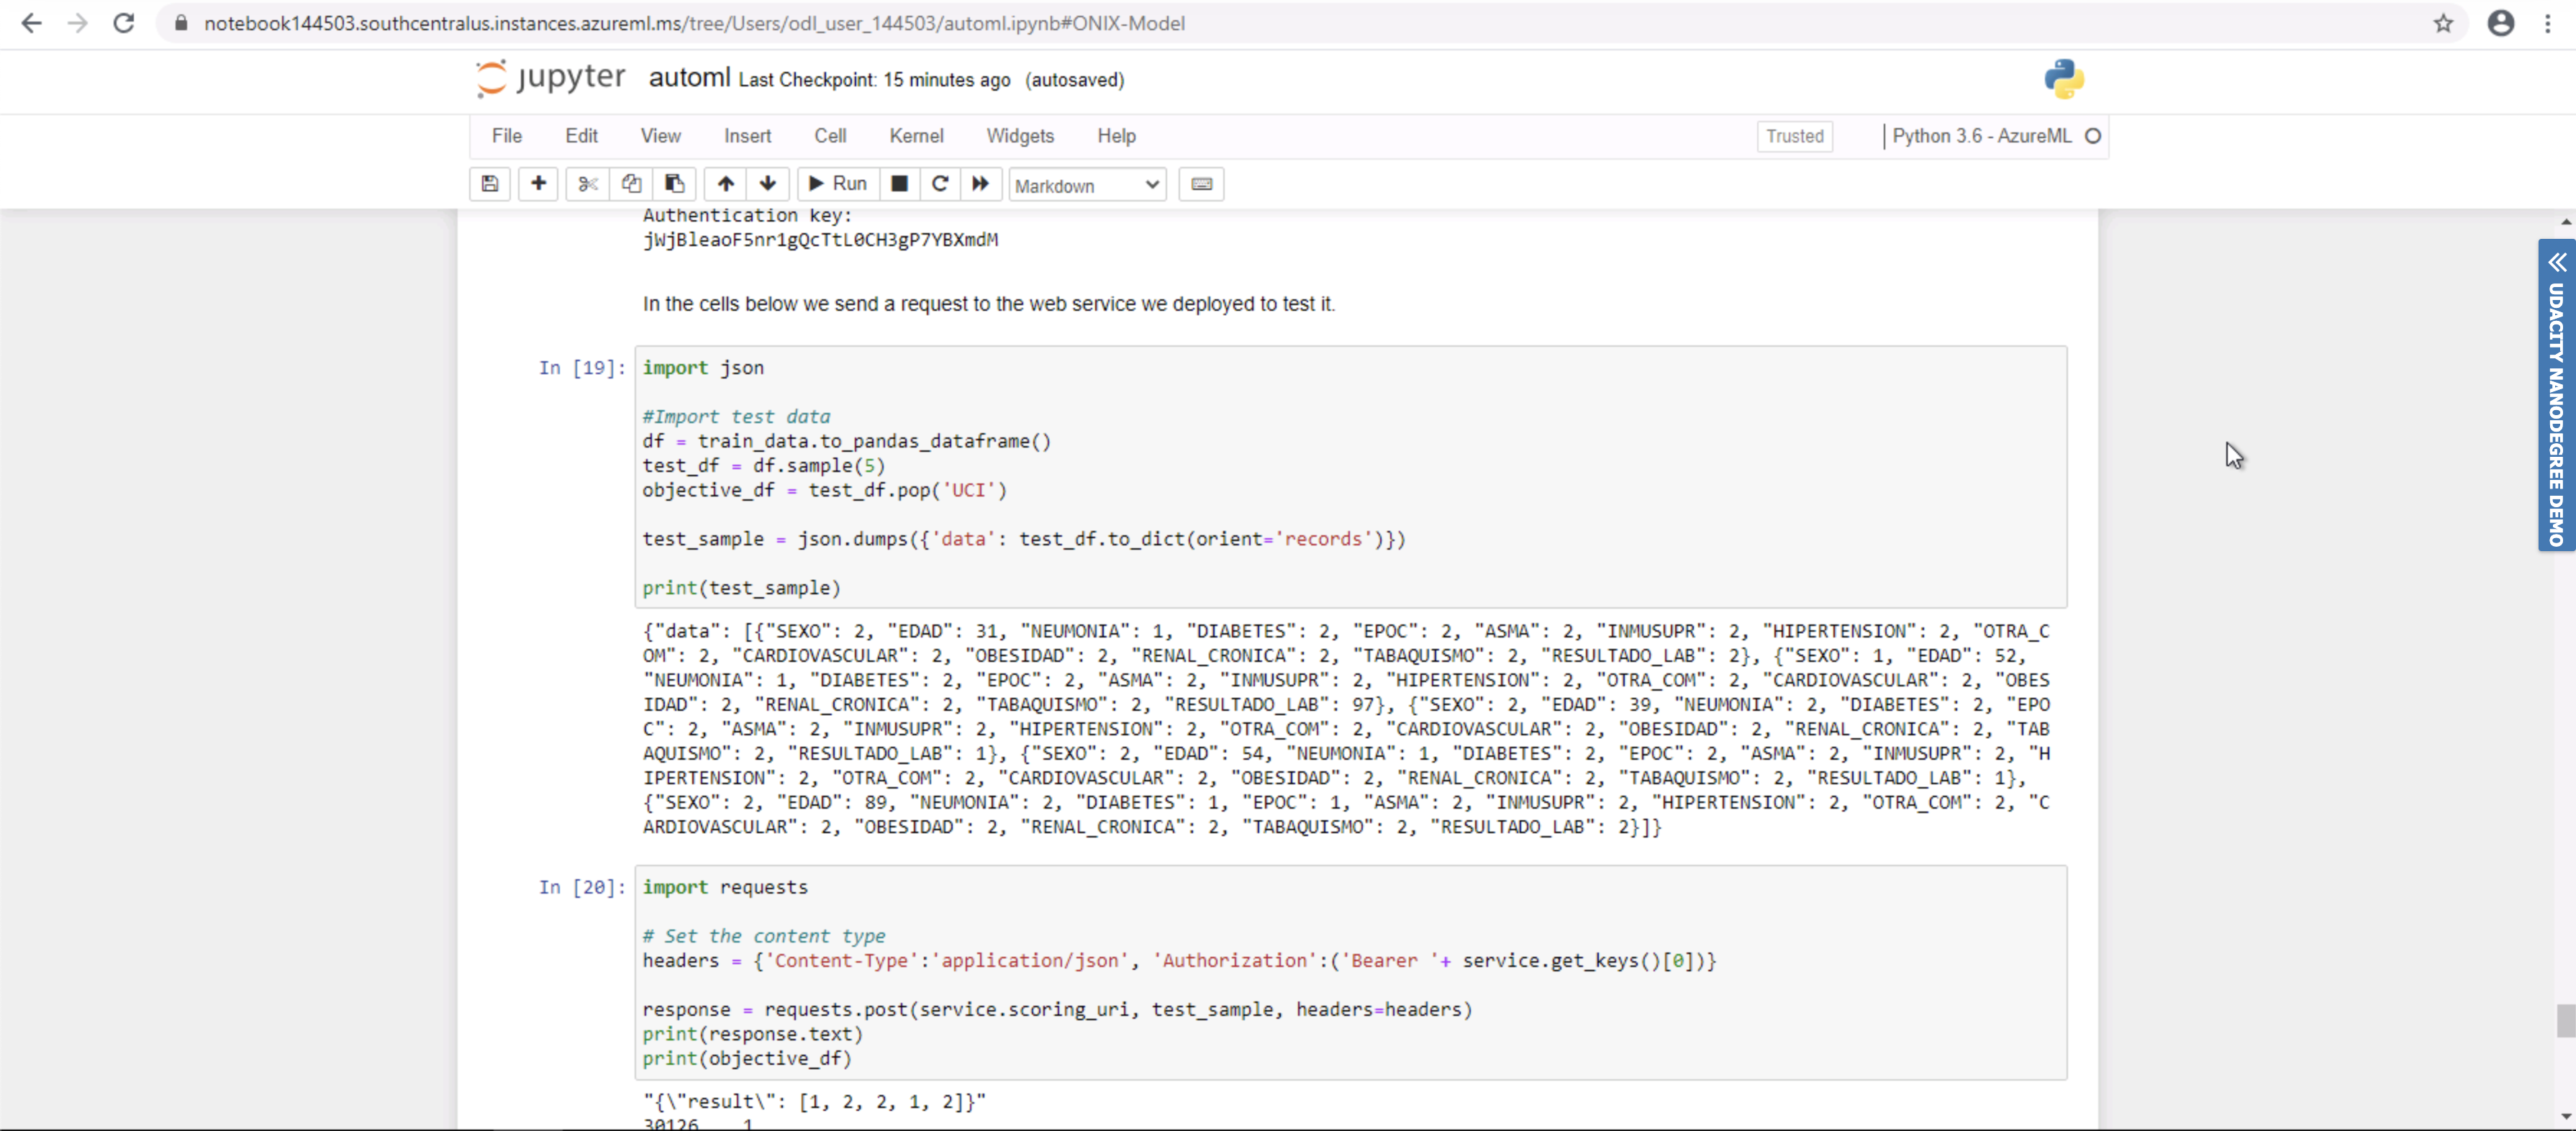 notebook144503.southcentralus.instances.azureml.ms/tree/Users/odl_user_144503/automl.ipynb#ONIX-Model
jupyter automl Last Checkpoint: 15 minutes ago (autosaved)
File Edit View Insert Cell Kernel Widgets Help Trusted Python 3.6 - AzureML
Run Markdown
Authentication key:
jWjBleaoF5nr1gQcTtL0CH3gP7YBXmdM
In the cells below we send a request to the web service we deployed to test it.
In [19]: import json
#Import test data
df = train_data.to_pandas_dataframe()
test_df = df.sample(5)
objective_df = test_df.pop('UCI')
test_sample = json.dumps({'data': test_df.to_dict(orient='records')})
print(test_sample)
{"data": [{"SEXO": 2, "EDAD": 31, "NEUMONIA": 1, "DIABETES": 2, "EPOC": 2, "ASMA": 2, "INMUSUPR": 2, "HIPERTENSION": 2, "OTRA_C
OM": 2, "CARDIOVASCULAR": 2, "OBESIDAD": 2, "RENAL_CRONICA": 2, "TABAQUISMO": 2, "RESULTADO_LAB": 2}, {"SEXO": 1, "EDAD": 52,
"NEUMONIA": 1, "DIABETES": 2, "EPOC": 2, "ASMA": 2, "INMUSUPR": 2, "HIPERTENSION": 2, "OTRA_COM": 2, "CARDIOVASCULAR": 2, "OBES
IDAD": 2, "RENAL_CRONICA": 2, "TABAQUISMO": 2, "RESULTADO_LAB": 97}, {"SEXO": 2, "EDAD": 39, "NEUMONIA": 2, "DIABETES": 2, "EPO
C": 2, "ASMA": 2, "INMUSUPR": 2, "HIPERTENSION": 2, "OTRA_COM": 2, "CARDIOVASCULAR": 2, "OBESIDAD": 2, "RENAL_CRONICA": 2, "TAB
AQUISMO": 2, "RESULTADO_LAB": 1}, {"SEXO": 2, "EDAD": 54, "NEUMONIA": 1, "DIABETES": 2, "EPOC": 2, "ASMA": 2, "INMUSUPR": 2, "H
IPERTENSION": 2, "OTRA_COM": 2, "CARDIOVASCULAR": 2, "OBESIDAD": 2, "RENAL_CRONICA": 2, "TABAQUISMO": 2, "RESULTADO_LAB": 1},
{"SEXO": 2, "EDAD": 89, "NEUMONIA": 2, "DIABETES": 1, "EPOC": 1, "ASMA": 2, "INMUSUPR": 2, "HIPERTENSION": 2, "OTRA_COM": 2, "C
ARDIOVASCULAR": 2, "OBESIDAD": 2, "RENAL_CRONICA": 2, "TABAQUISMO": 2, "RESULTADO_LAB": 2}]}
In [20]: import requests
# Set the content type
headers = {'Content-Type':'application/json', 'Authorization':('Bearer '+ service.get_keys()[0])}
response = requests.post(service.scoring_uri, test_sample, headers=headers)
print(response.text)
print(objective_df)
"{\"result\": [1, 2, 2, 1, 2]}"
30126 1
UDACITY NANODEGREE DEMO